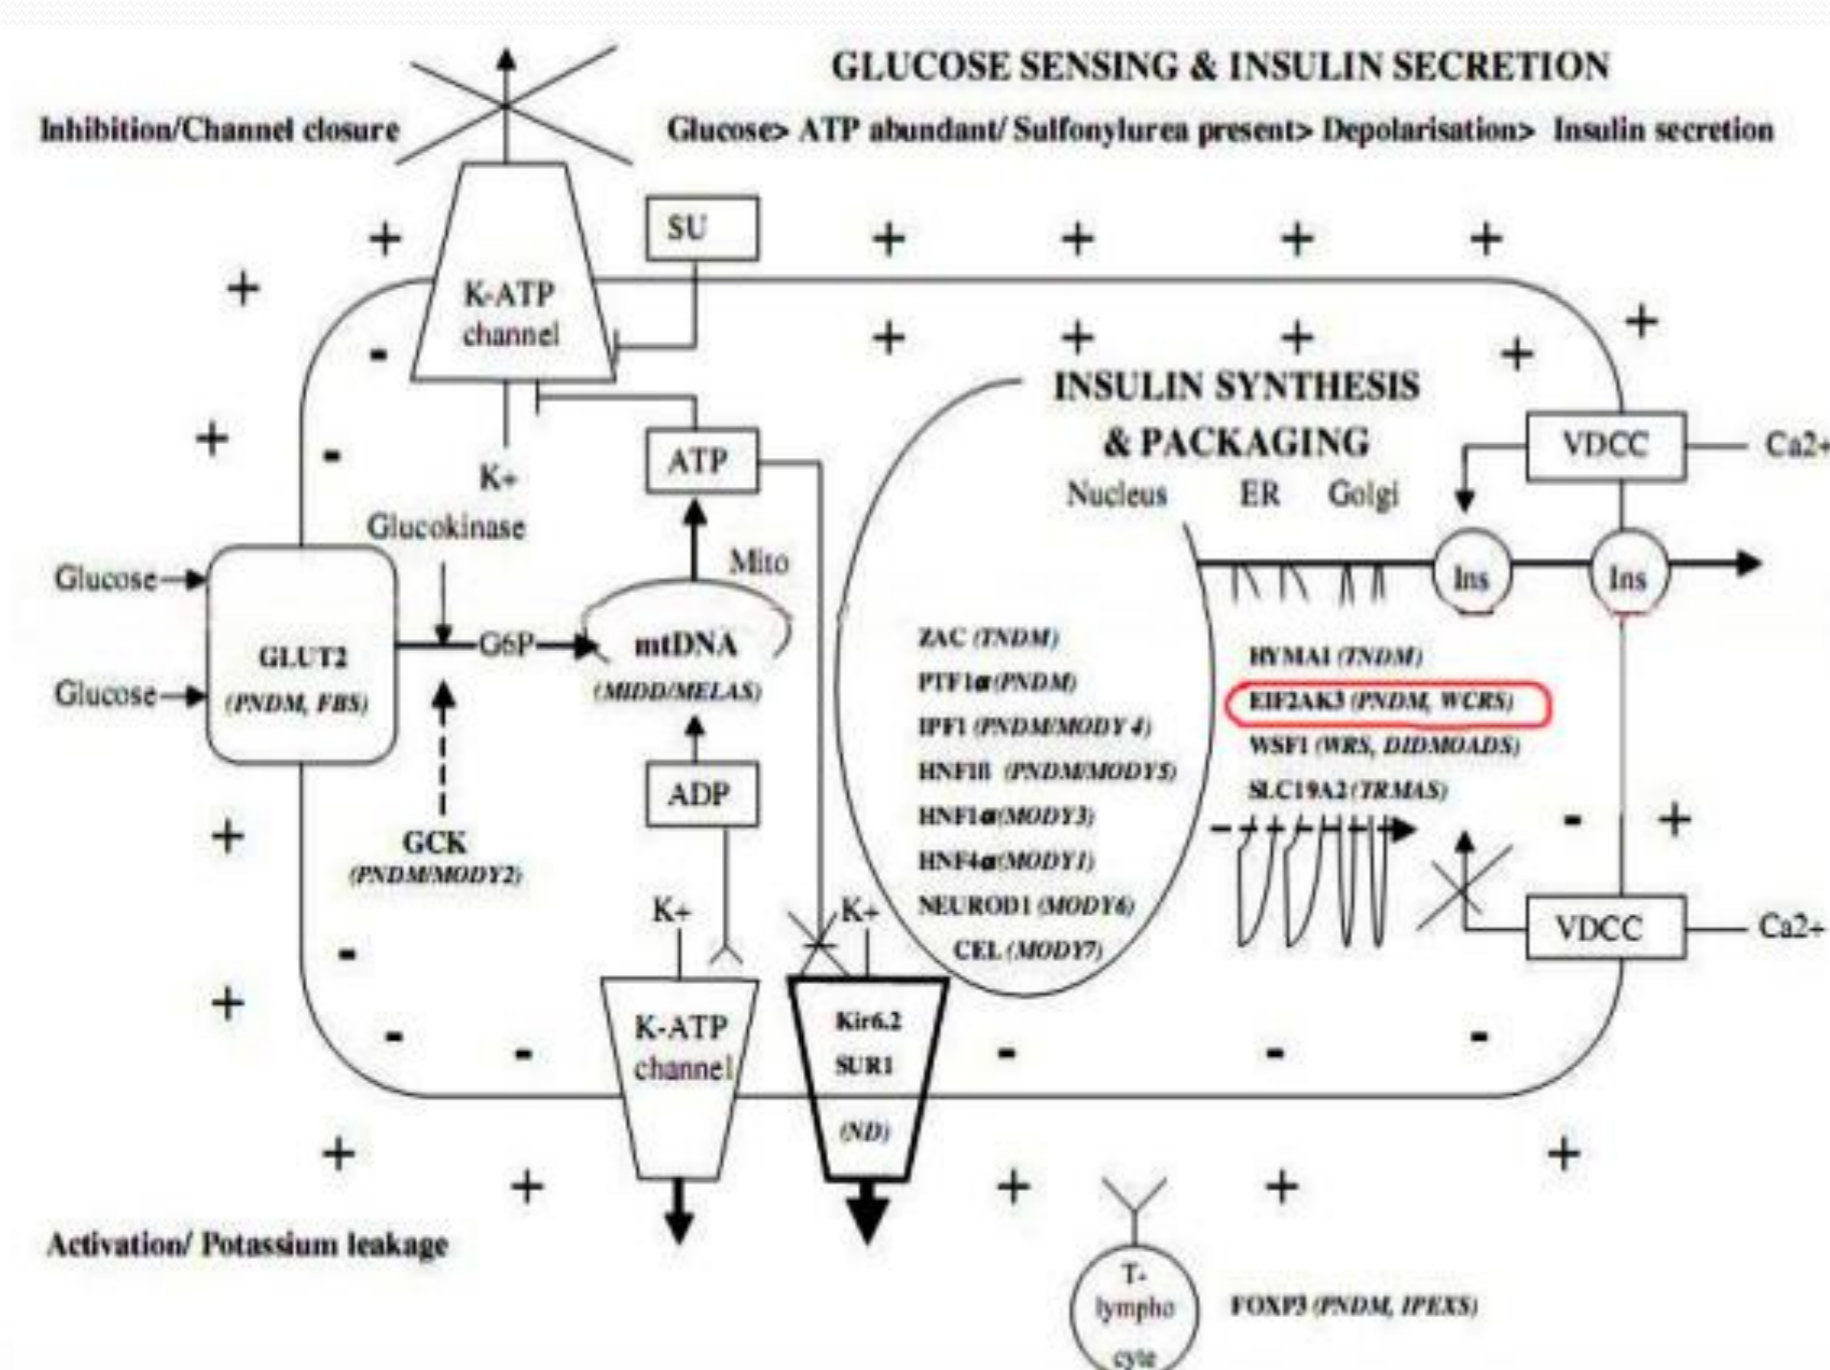 GLUCOSE SENSING & INSULIN SECRETION
Inhibition/Channel closure
Glucose> ATP abundant/ Sulfonylurea present> Depolarisation> Insulin secretion
SU
+ + + + +
+
K-ATP
channel
+
+ + + +
-
INSULIN SYNTHESIS
& PACKAGING
Nucleus ER Golgi
+
-
K+
ATP
VDCC
Ca2+
Glucokinase
Mito
Glucose
Glucose
GLUT2
(PNDM, FBS)
G6P
mtDNA
(MIDD/MELAS)
Ins
Ins
ZAC (TNDM)
PTF1α (PNDM)
IPF1 (PNDM/MODY 4)
HNF1ß (PNDM/MODY5)
HNF1α (MODY3)
HNF4α (MODY1)
NEUROD1 (MODY6)
CEL (MODY7)
HYMAI (TNDM)
EIF2AK3 (PNDM, WCRS)
WSF1 (WRS, DIDMOADS)
SLC19A2 (TRMAS)
ADP
GCK
(PNDM/MODY2)
+
- +
K+
K+
VDCC
Ca2+
-
+
K-ATP
channel
Kir6.2
SUR1
(ND)
- - - - -
+ + + + +
Activation/ Potassium leakage
T-
lympho
cyte
FOXP3 (PNDM, IPEXS)